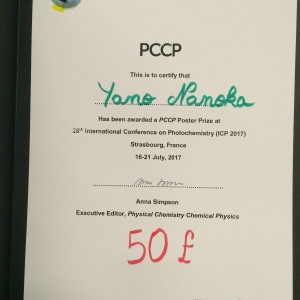 PCCP
This is to certify that
Yano Nanoka
Has been awarded a PCCP Poster Prize at
28th International Conference on Photochemistry (ICP 2017)
Strasbourg, France
16-21 July, 2017
Anna Simpson
Executive Editor, Physical Chemistry Chemical Physics
50 £